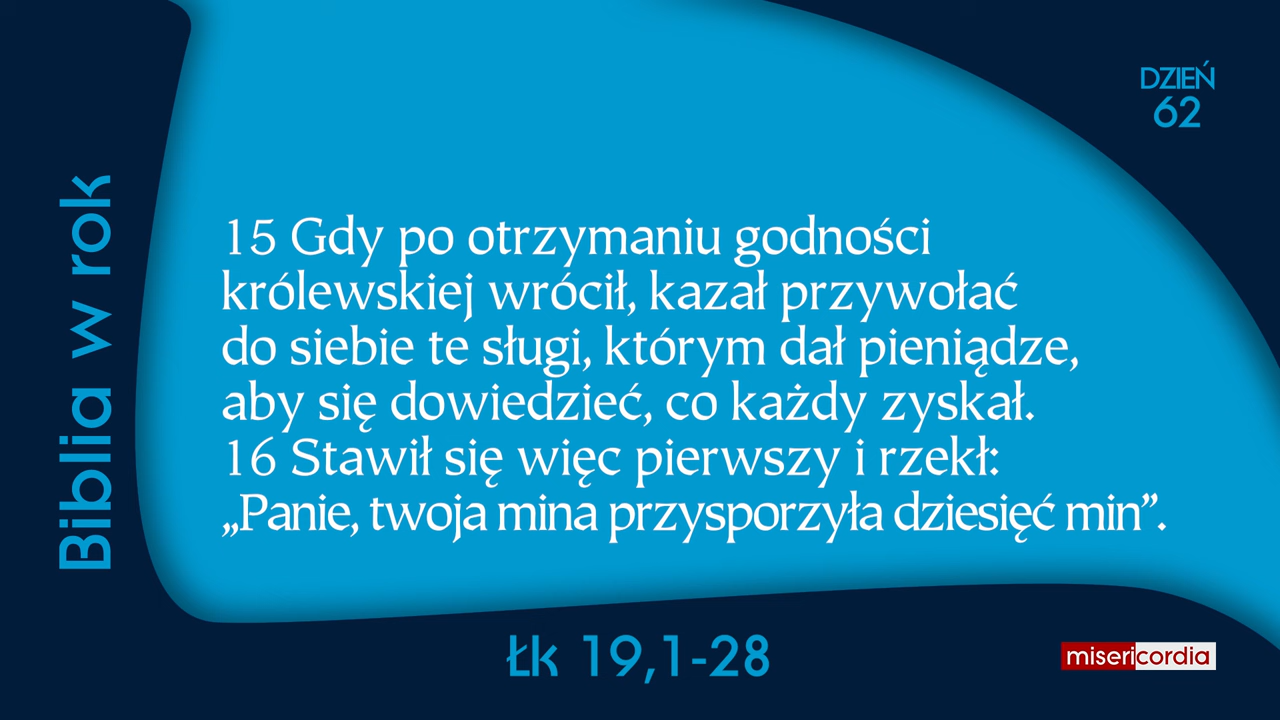 DZIEŃ
62
Biblia w rok
15 Gdy po otrzymaniu godności
królewskiej wrócił, kazał przywołać
do siebie te sługi, którym dał pieniądze,
aby się dowiedzieć, co każdy zyskał.
16 Stawił się więc pierwszy i rzekł:
„Panie, twoja mina przysporzyła dziesięć min”.
Łk 19,1-28
misericordia